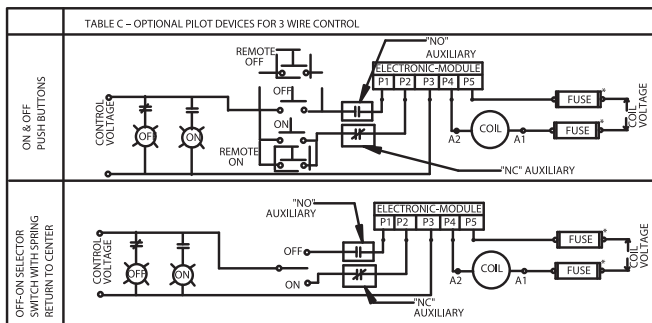 TABLE C – OPTIONAL PILOT DEVICES FOR 3 WIRE CONTROL
ON & OFF
PUSH BUTTONS
CONTROL
VOLTAGE
OFF
ON
REMOTE
OFF
OFF
ON
REMOTE
ON
"NO"
AUXILIARY
ELECTRONIC-MODULE
P1 P2 P3 P4 P5
"NC" AUXILIARY
A2 COIL A1
FUSE *
FUSE *
COIL
VOLTAGE
OFF-ON SELECTOR
SWITCH WITH SPRING
RETURN TO CENTER
CONTROL
VOLTAGE
OFF
ON
OFF
ON
"NO"
AUXILIARY
ELECTRONIC-MODULE
P1 P2 P3 P4 P5
"NC"
AUXILIARY
A2 COIL A1
FUSE *
FUSE *
COIL
VOLTAGE